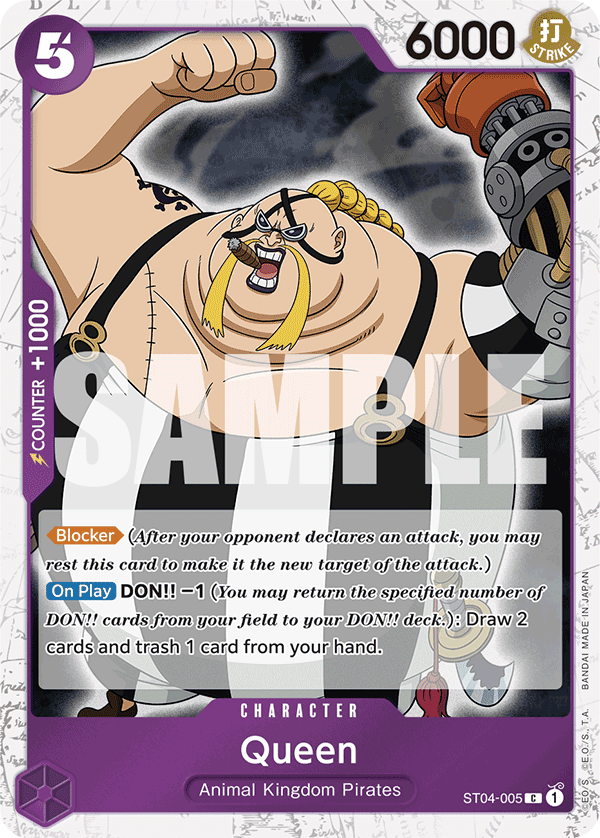 5
6000
打
STRIKE
COUNTER +1000
SAMPLE
Blocker (After your opponent declares an attack, you may
rest this card to make it the new target of the attack.)
On Play DON!! −1 (You may return the specified number of
DON!! cards from your field to your DON!! deck.): Draw 2
cards and trash 1 card from your hand.
CHARACTER
Queen
Animal Kingdom Pirates
ST04-005 C 1
BANDAI MADE IN JAPAN
©E.O./S., T.A.